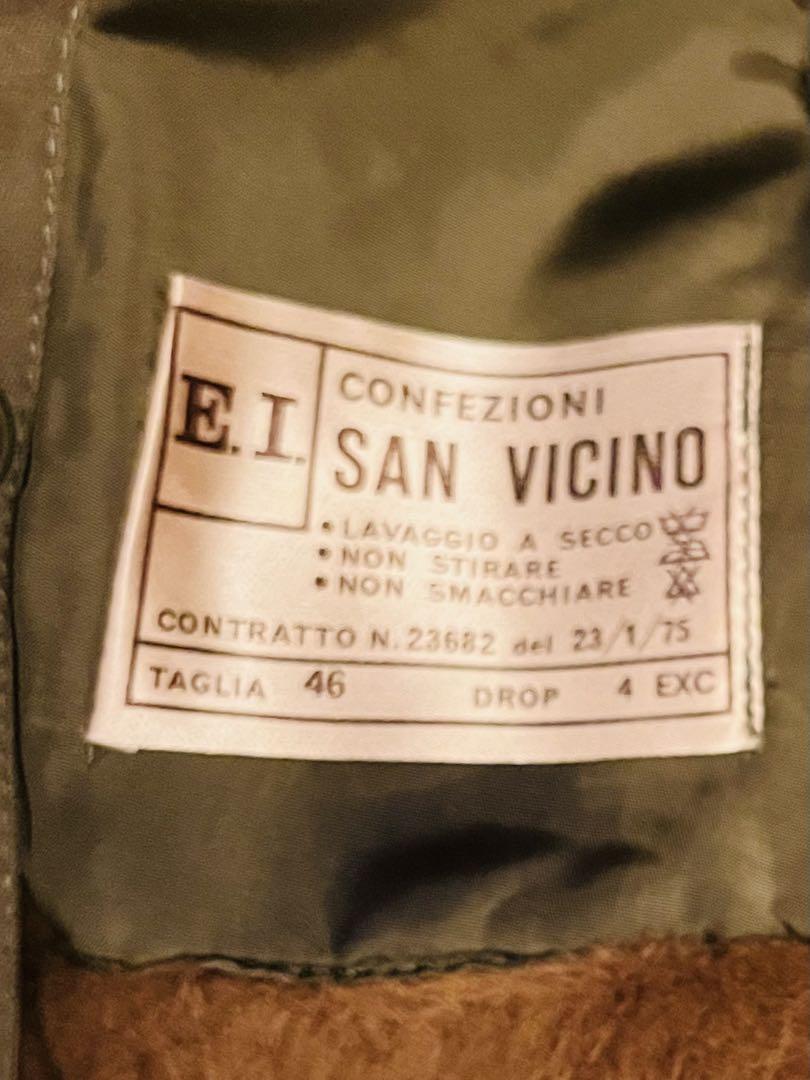 E.I.
CONFEZIONI
SAN VICINO
• LAVAGGIO A SECCO
• NON STIRARE
• NON SMACCHIARE
CONTRATTO N. 23682 del 23/1/75
TAGLIA 46 DROP 4 EXC